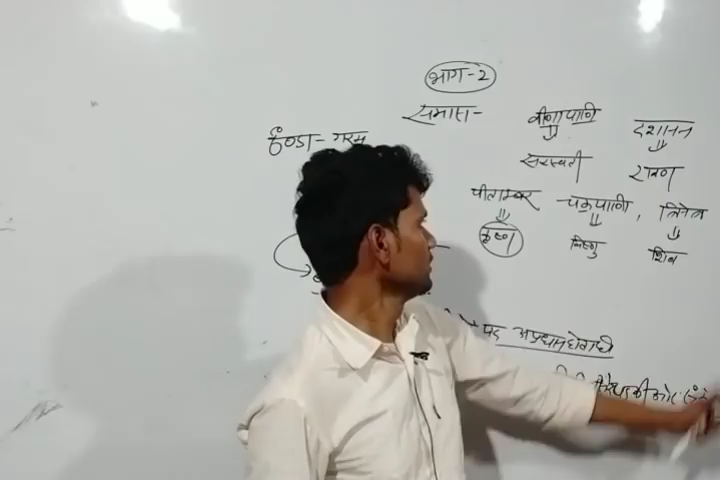 भाग-2
समास-
वीणापाणि
दशानन
ठण्डा - गरम
सरस्वती
रावण
पीताम्बर - चक्रपाणी, त्रिनेत्र
कृष्ण
विष्णु
शिव
पद अप्रधान होगा